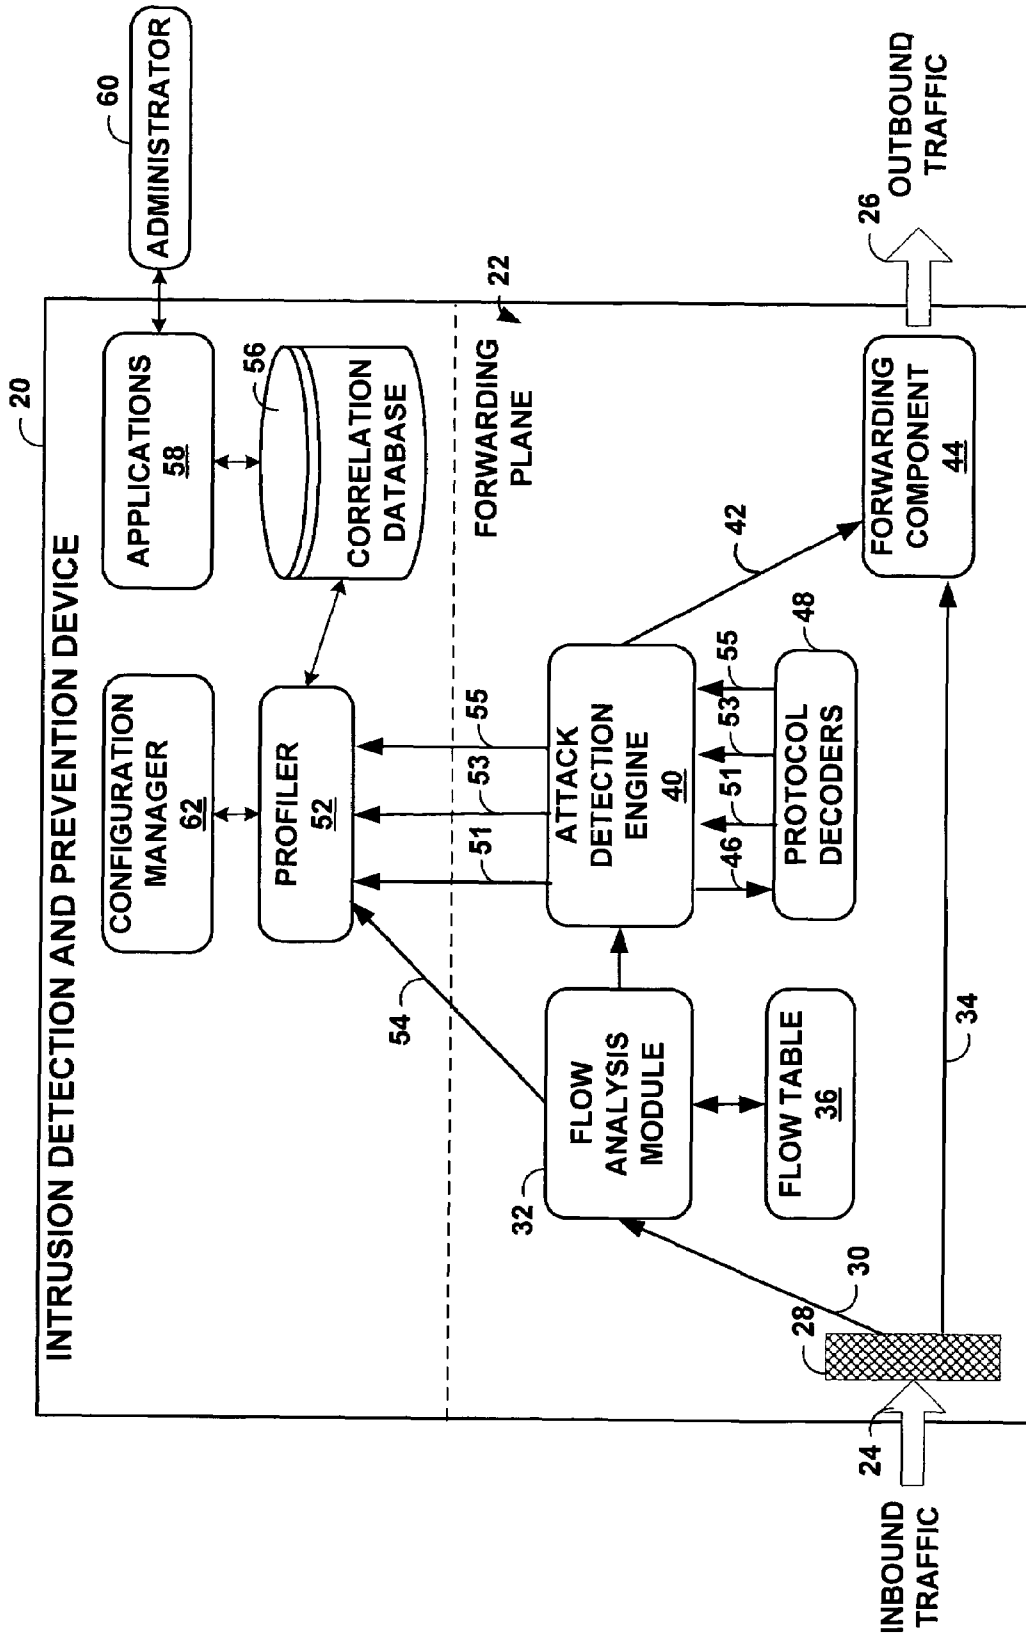 INTRUSION DETECTION AND PREVENTION DEVICE
20
60
ADMINISTRATOR
CONFIGURATION
MANAGER
62
APPLICATIONS
58
PROFILER
52
56
CORRELATION
DATABASE
54
51
53
55
FORWARDING
PLANE
22
32
FLOW
ANALYSIS
MODULE
ATTACK
DETECTION
ENGINE
40
42
46
51
53
55
FLOW TABLE
36
PROTOCOL
DECODERS
48
30
28
24
INBOUND
TRAFFIC
34
FORWARDING
COMPONENT
44
26
OUTBOUND
TRAFFIC